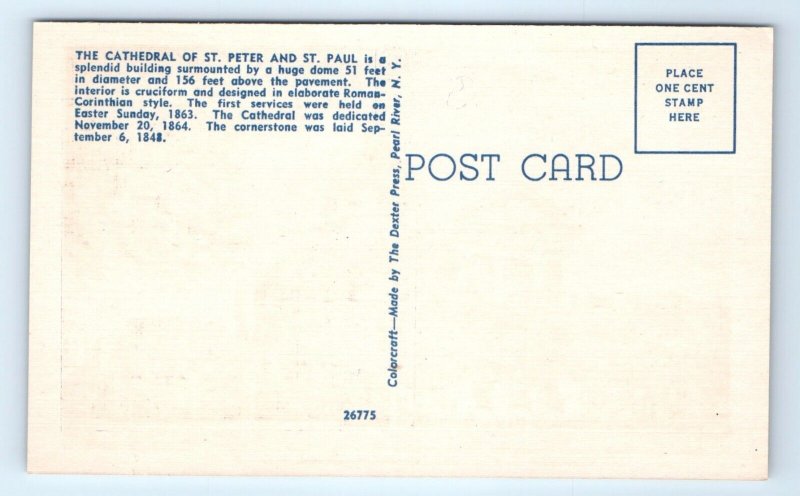 THE CATHEDRAL OF ST. PETER AND ST. PAUL is a
splendid building surmounted by a huge dome 51 feet
in diameter and 156 feet above the pavement. The
interior is cruciform and designed in elaborate Roman-
Corinthian style. The first services were held on
Easter Sunday, 1863. The Cathedral was dedicated
November 20, 1864. The cornerstone was laid Sep-
tember 6, 1848.
Colorcraft—Made by The Dexter Press, Pearl River, N. Y.
26775
POST CARD
PLACE
ONE CENT
STAMP
HERE